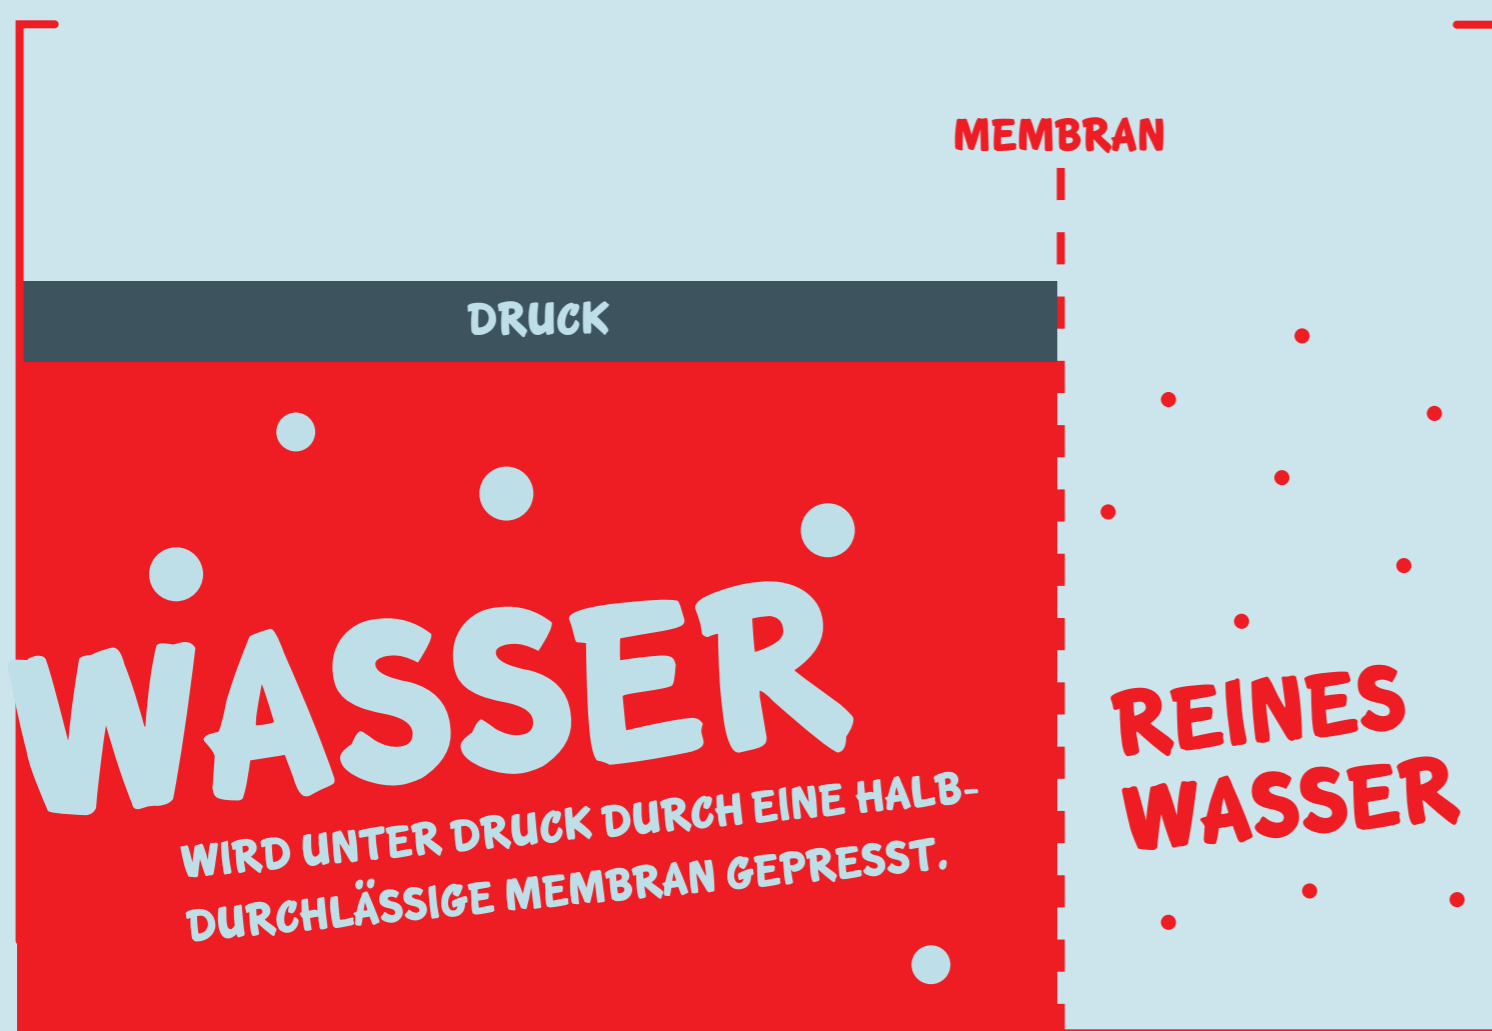 MEMBRAN
DRUCK
WASSER
WIRD UNTER DRUCK DURCH EINE HALB-
DURCHLÄSSIGE MEMBRAN GEPRESST.
REINES
WASSER